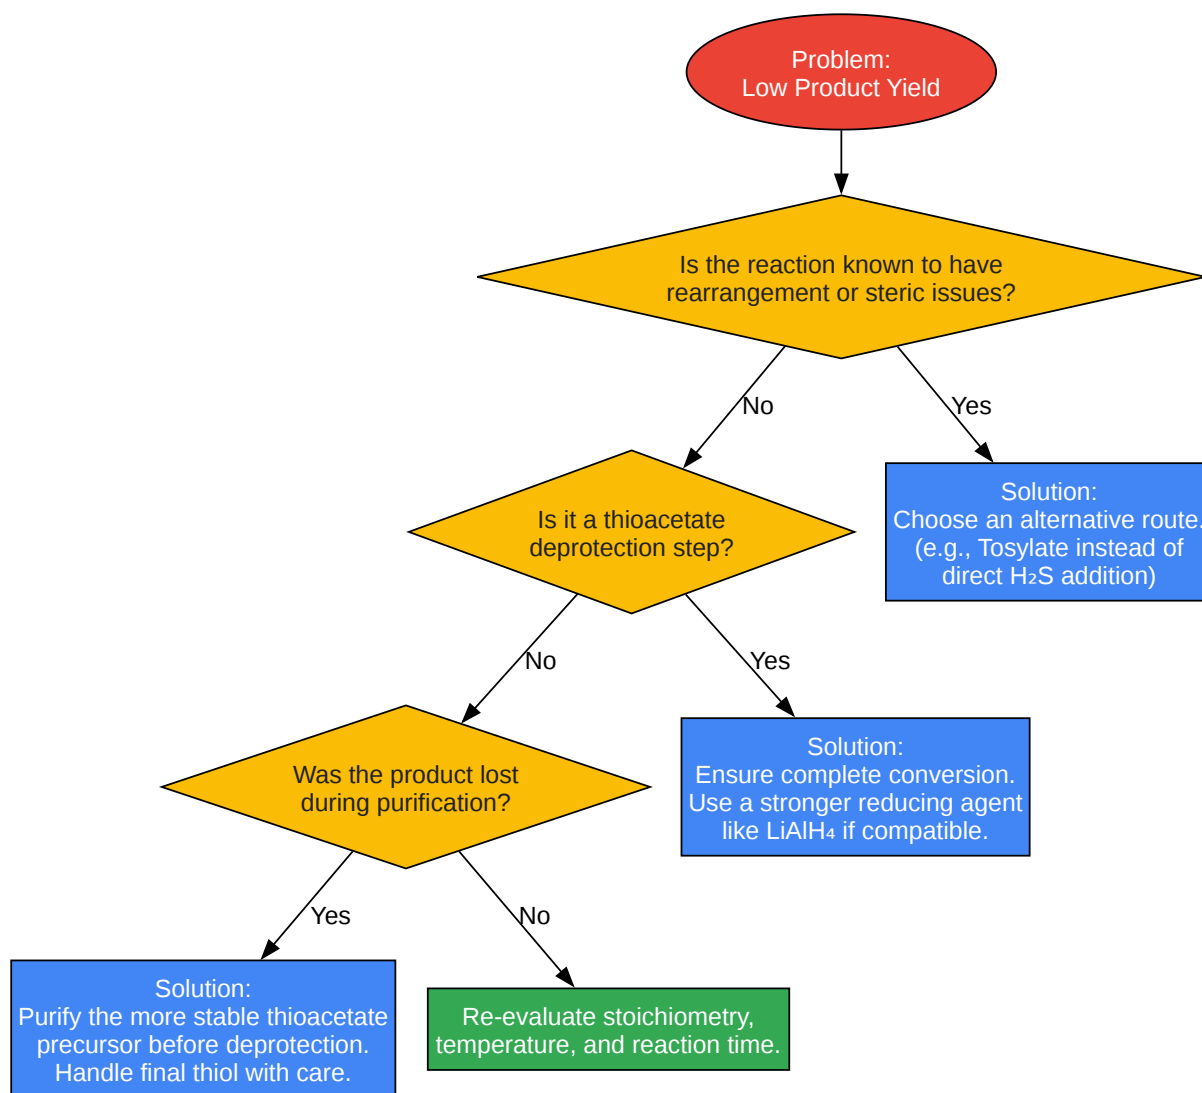 Problem:
Low Product Yield
Is the reaction known to have
rearrangement or steric issues?
No
Yes
Is it a thioacetate
deprotection step?
Solution:
Choose an alternative route.
(e.g., Tosylate instead of
direct H₂S addition)
No
Yes
Was the product lost
during purification?
Solution:
Ensure complete conversion.
Use a stronger reducing agent
like LiAlH₄ if compatible.
Yes
No
Solution:
Purify the more stable thioacetate
precursor before deprotection.
Handle final thiol with care.
Re-evaluate stoichiometry,
temperature, and reaction time.